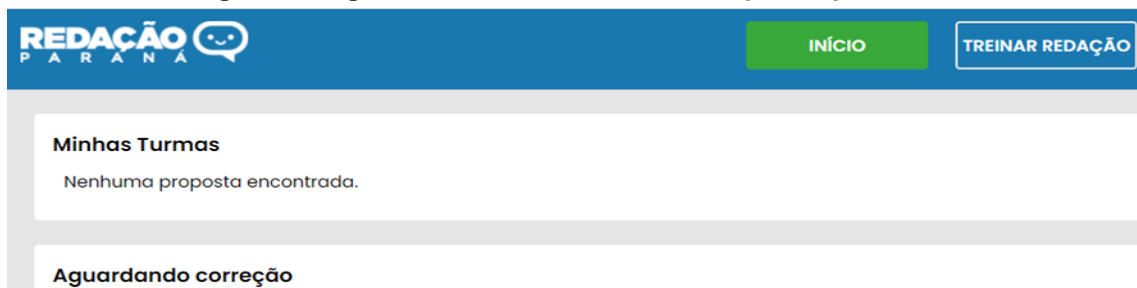 REDAÇÃO
PARANÁ
INÍCIO
TREINAR REDAÇÃO
Minhas Turmas
Nenhuma proposta encontrada.
Aguardando correção